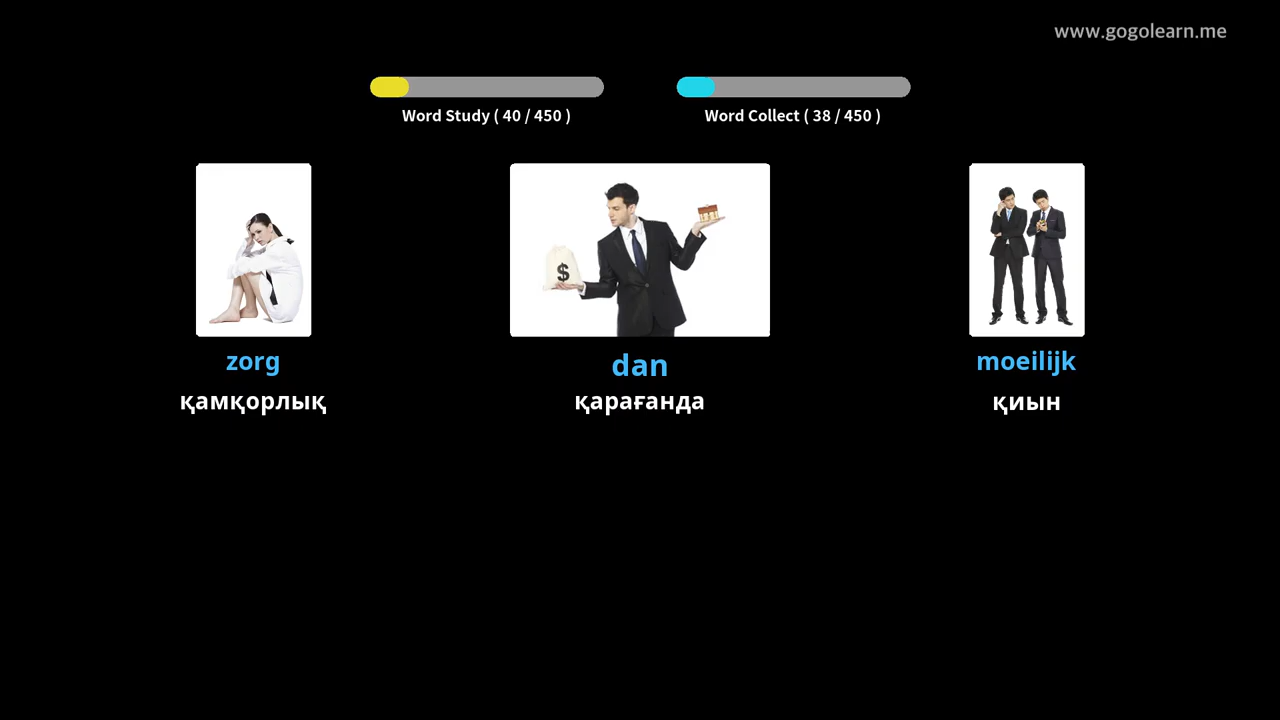 www.gogolearn.me
Word Study ( 40 / 450 )
Word Collect ( 38 / 450 )
$
zorg
dan
moeilijk
қамқорлық
қарағанда
қиын